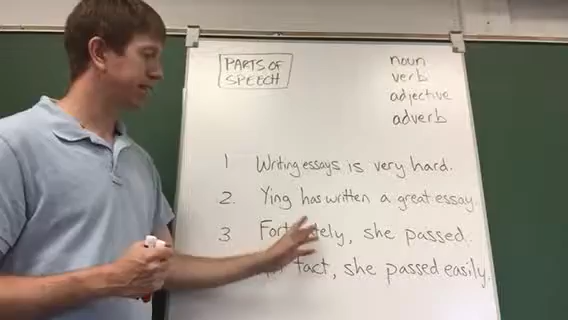 PARTS OF
SPEECH
noun
verb
adjective
adverb
1 Writing essays is very hard.
2. Ying has written a great essay.
3 Fortunately, she passed.
fact, she passed easily.